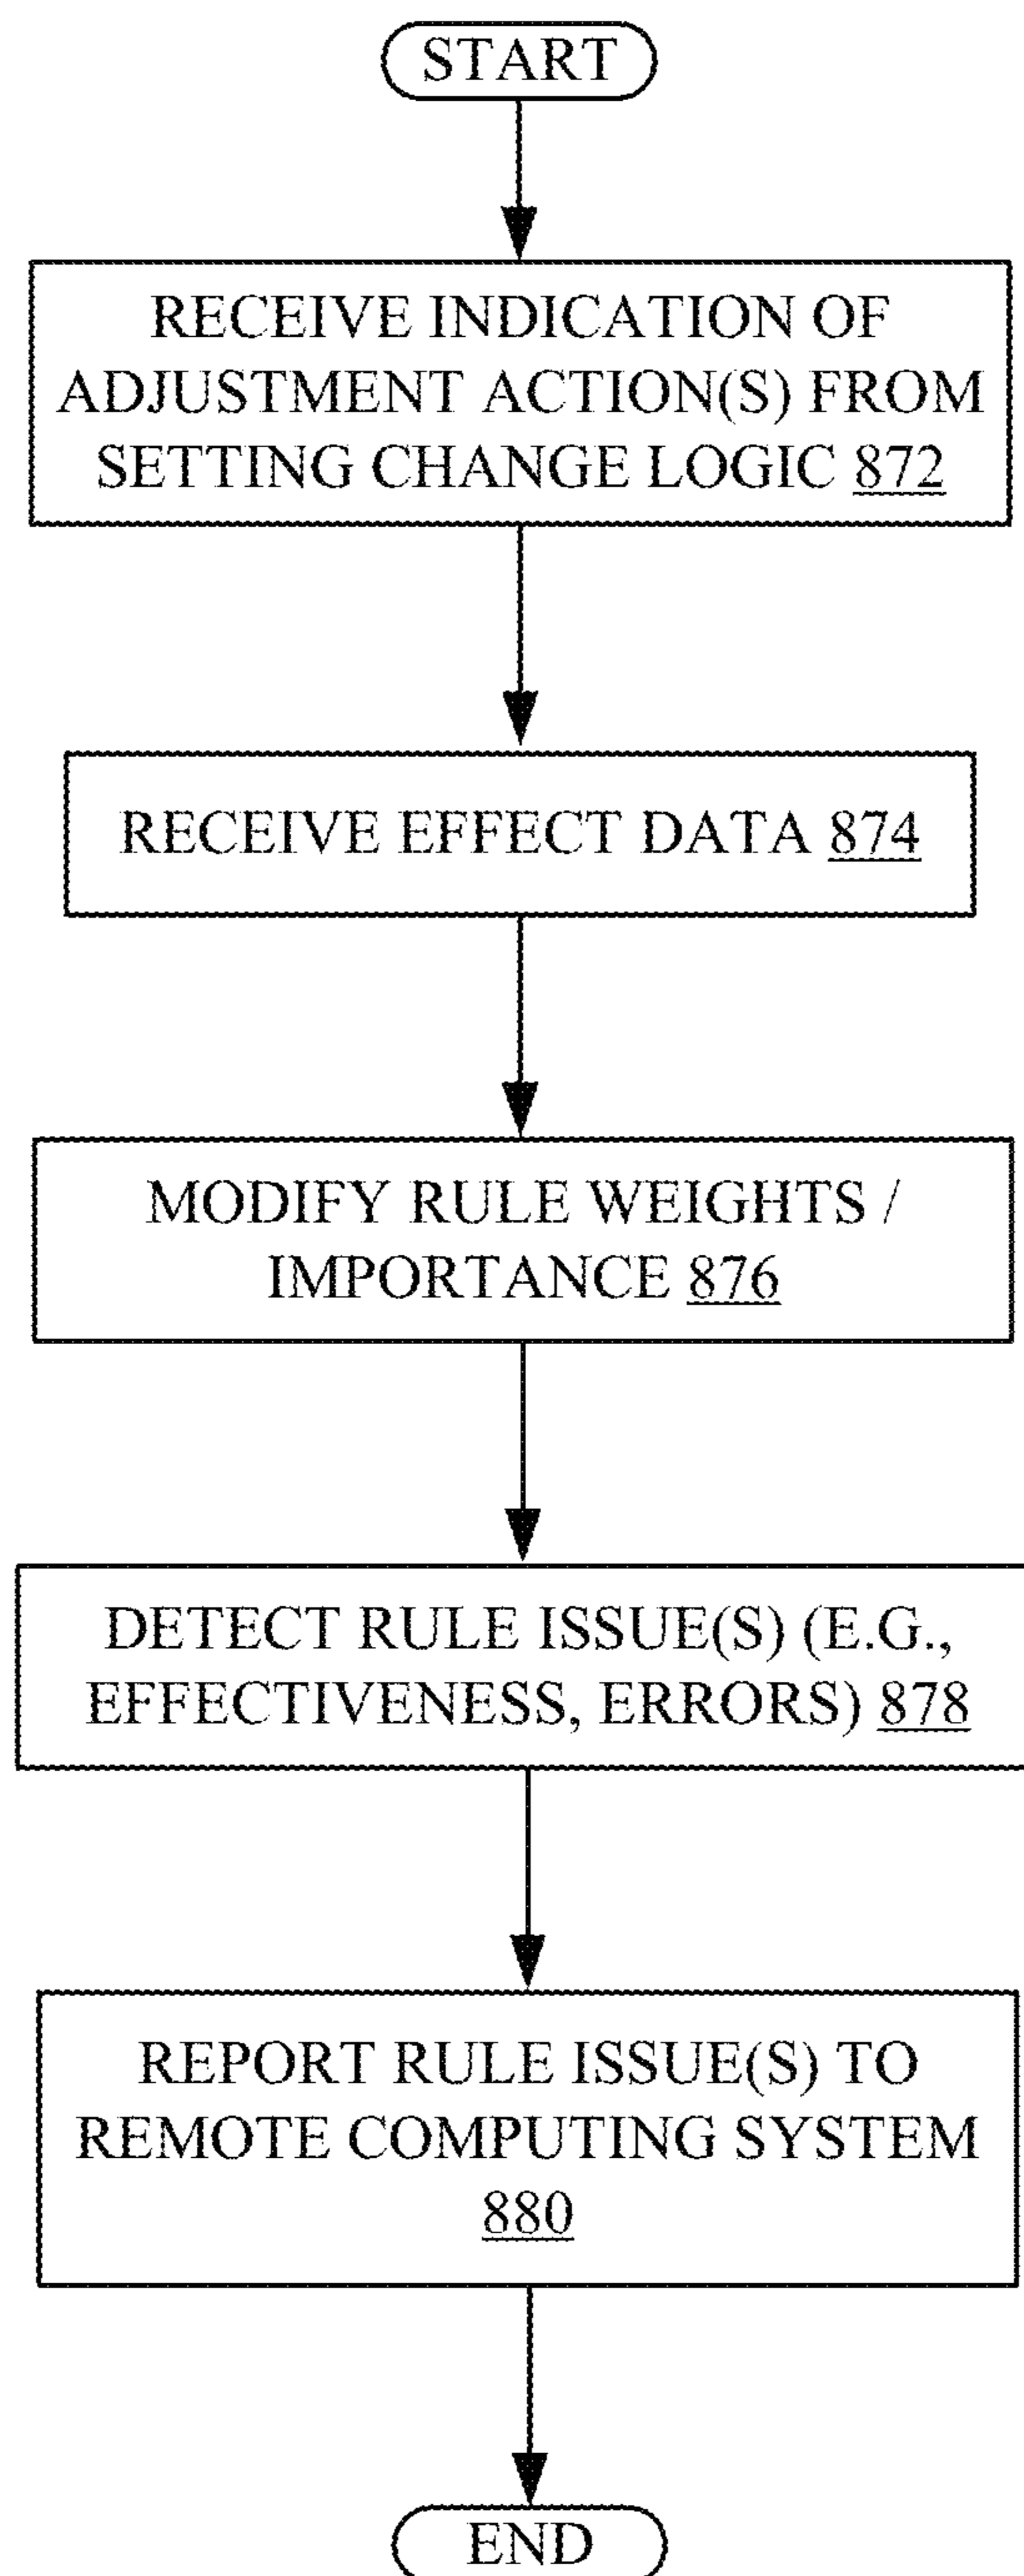 START
RECEIVE INDICATION OF
ADJUSTMENT ACTION(S) FROM
SETTING CHANGE LOGIC 872
RECEIVE EFFECT DATA 874
MODIFY RULE WEIGHTS /
IMPORTANCE 876
DETECT RULE ISSUE(S) (E.G.,
EFFECTIVENESS, ERRORS) 878
REPORT RULE ISSUE(S) TO
REMOTE COMPUTING SYSTEM
880
END